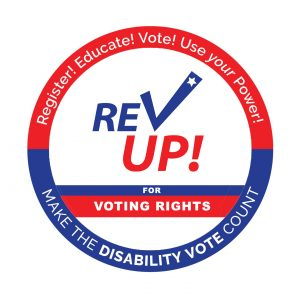 Register! Educate! Vote! Use your Power!
REV
UP!
FOR
VOTING RIGHTS
MAKE THE DISABILITY VOTE COUNT